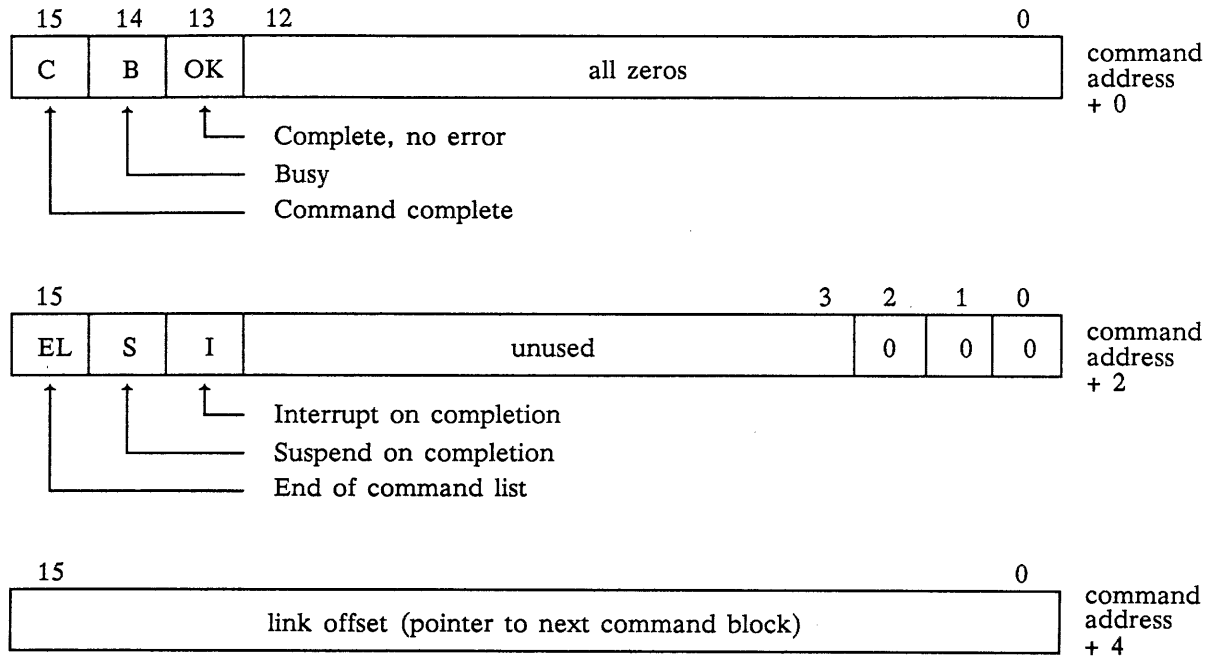 15 14 13 12 0
C B OK all zeros
command
address
+ 0
Complete, no error
Busy
Command complete
15 3 2 1 0
EL S I unused 0 0 0
command
address
+ 2
Interrupt on completion
Suspend on completion
End of command list
15 0
link offset (pointer to next command block)
command
address
+ 4